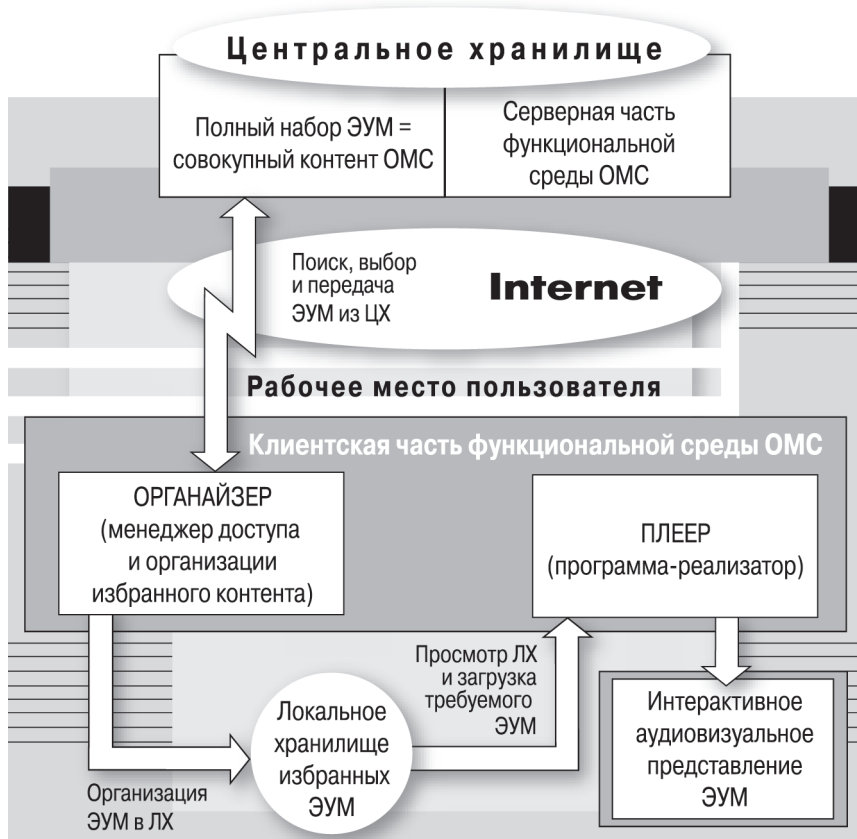 Центральное хранилище
Полный набор ЭУМ =
совокупный контент ОМС
Серверная часть
функциональной
среды ОМС
Поиск, выбор
и передача
ЭУМ из ЦХ
Internet
Рабочее место пользователя
Клиентская часть функциональной среды ОМС
ОРГАНАЙЗЕР
(менеджер доступа
и организации
избранного контента)
ПЛЕЕР
(программа-реализатор)
Просмотр ЛХ
и загрузка
требуемого
ЭУМ
Локальное
хранилище
избранных
ЭУМ
Интерактивное
аудиовизуальное
представление
ЭУМ
Организация
ЭУМ в ЛХ